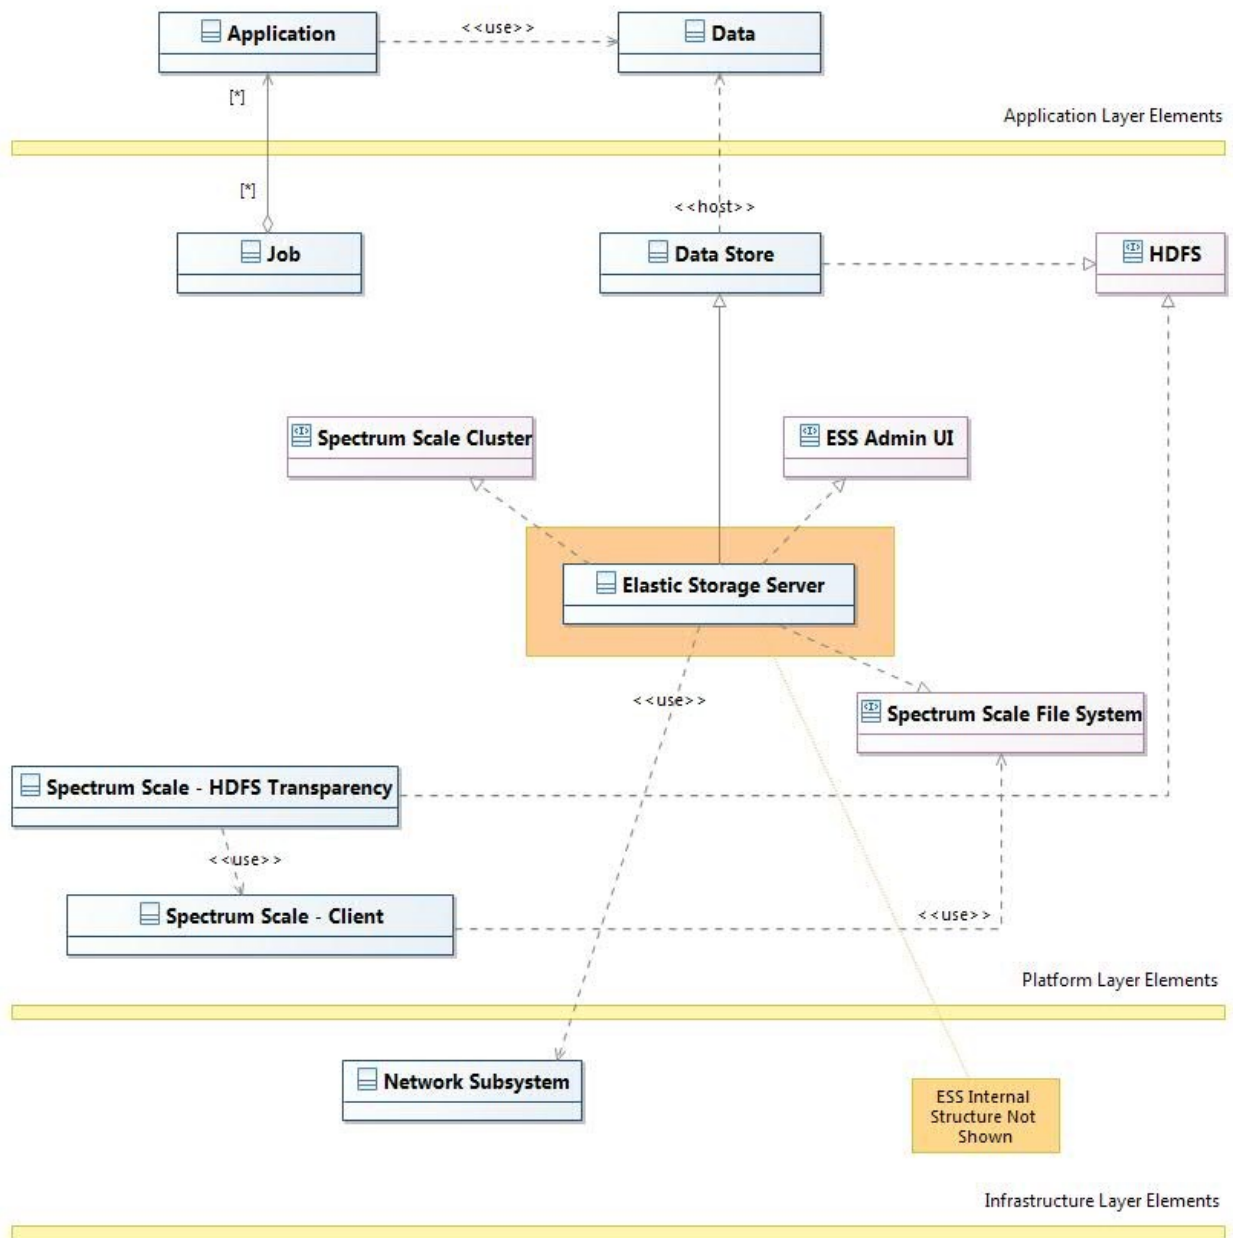 Application
<<use>>
Data
[*]
Application Layer Elements
[*]
<<host>>
Job
Data Store
HDFS
Spectrum Scale Cluster
ESS Admin UI
Elastic Storage Server
<<use>>
Spectrum Scale File System
Spectrum Scale - HDFS Transparency
<<use>>
Spectrum Scale - Client
<<use>>
Platform Layer Elements
Network Subsystem
ESS Internal
Structure Not
Shown
Infrastructure Layer Elements